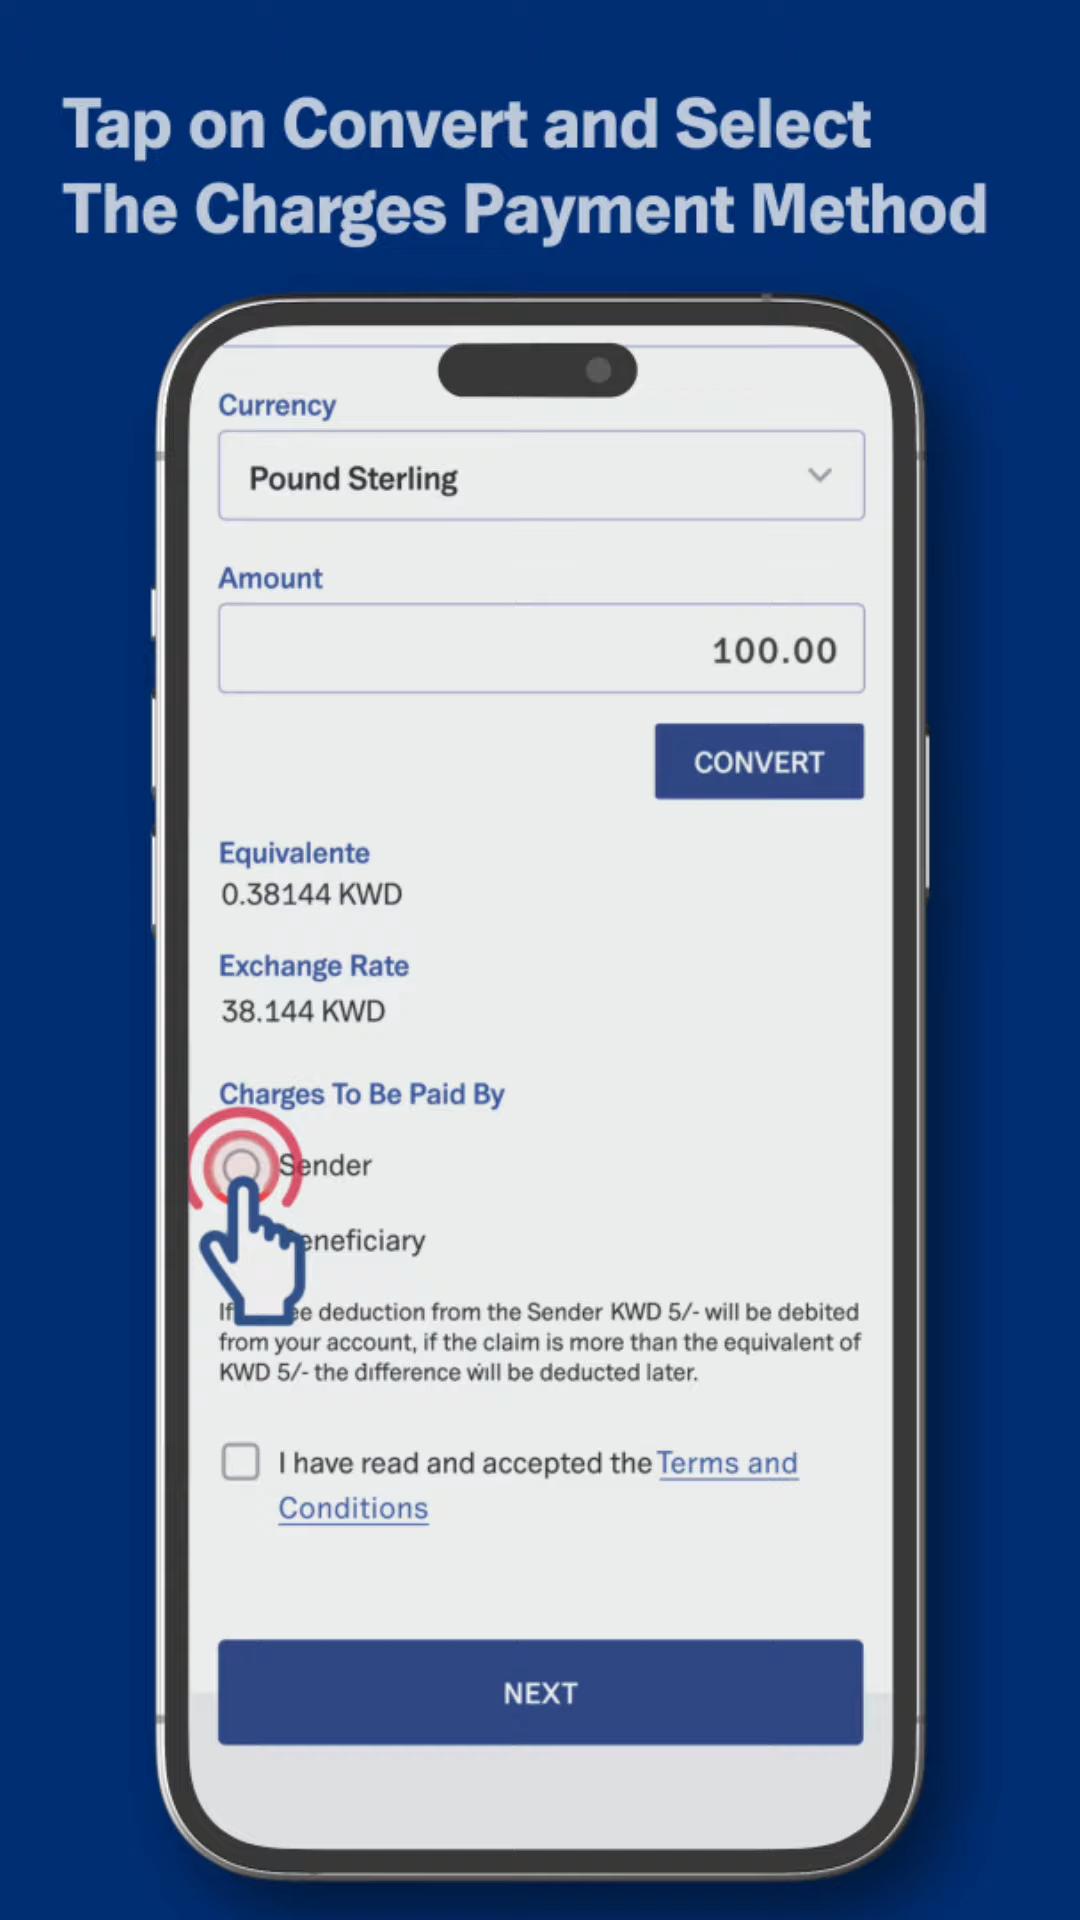 Tap on Convert and Select
The Charges Payment Method
Currency
Pound Sterling
Amount
100.00
CONVERT
Equivalente
0.38144 KWD
Exchange Rate
38.144 KWD
Charges To Be Paid By
Sender
eneficiary
If ee deduction from the Sender KWD 5/- will be debited
from your account, if the claim is more than the equivalent of
KWD 5/- the difference will be deducted later.
I have read and accepted the Terms and
Conditions
NEXT